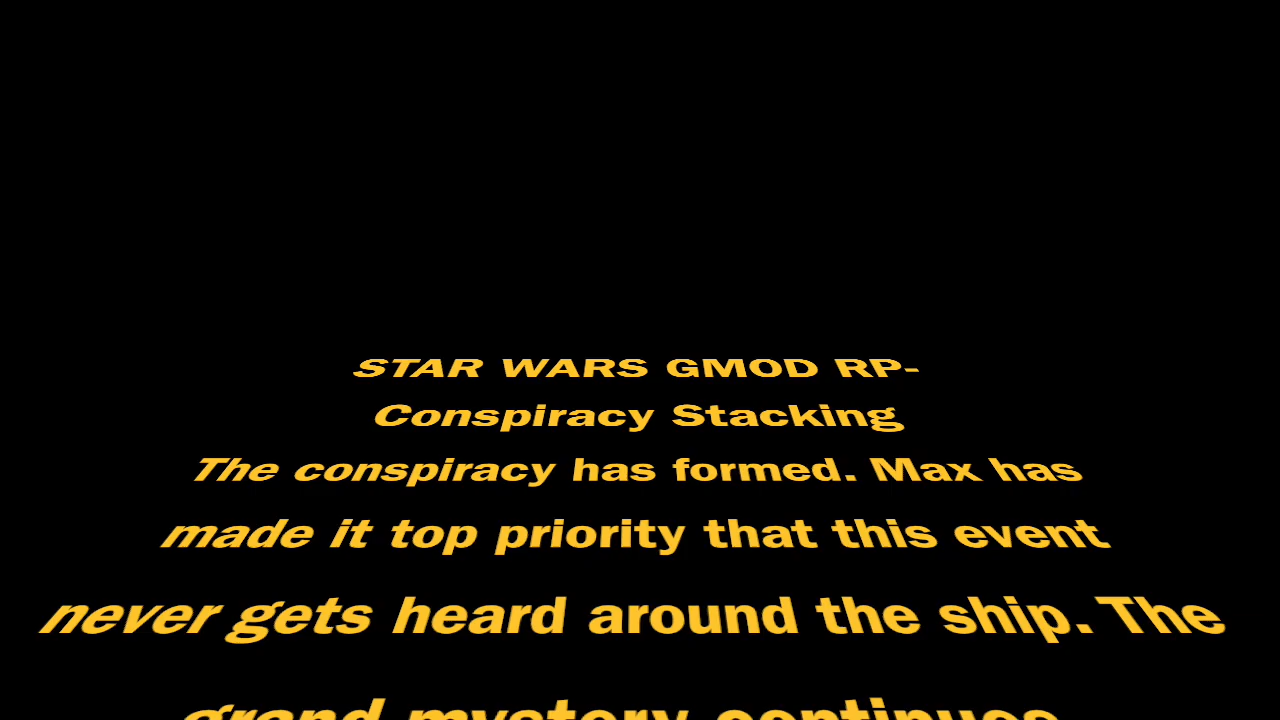 STAR WARS GMOD RP-
Conspiracy Stacking
The conspiracy has formed. Max has
made it top priority that this event
never gets heard around the ship. The
grand mystery continues